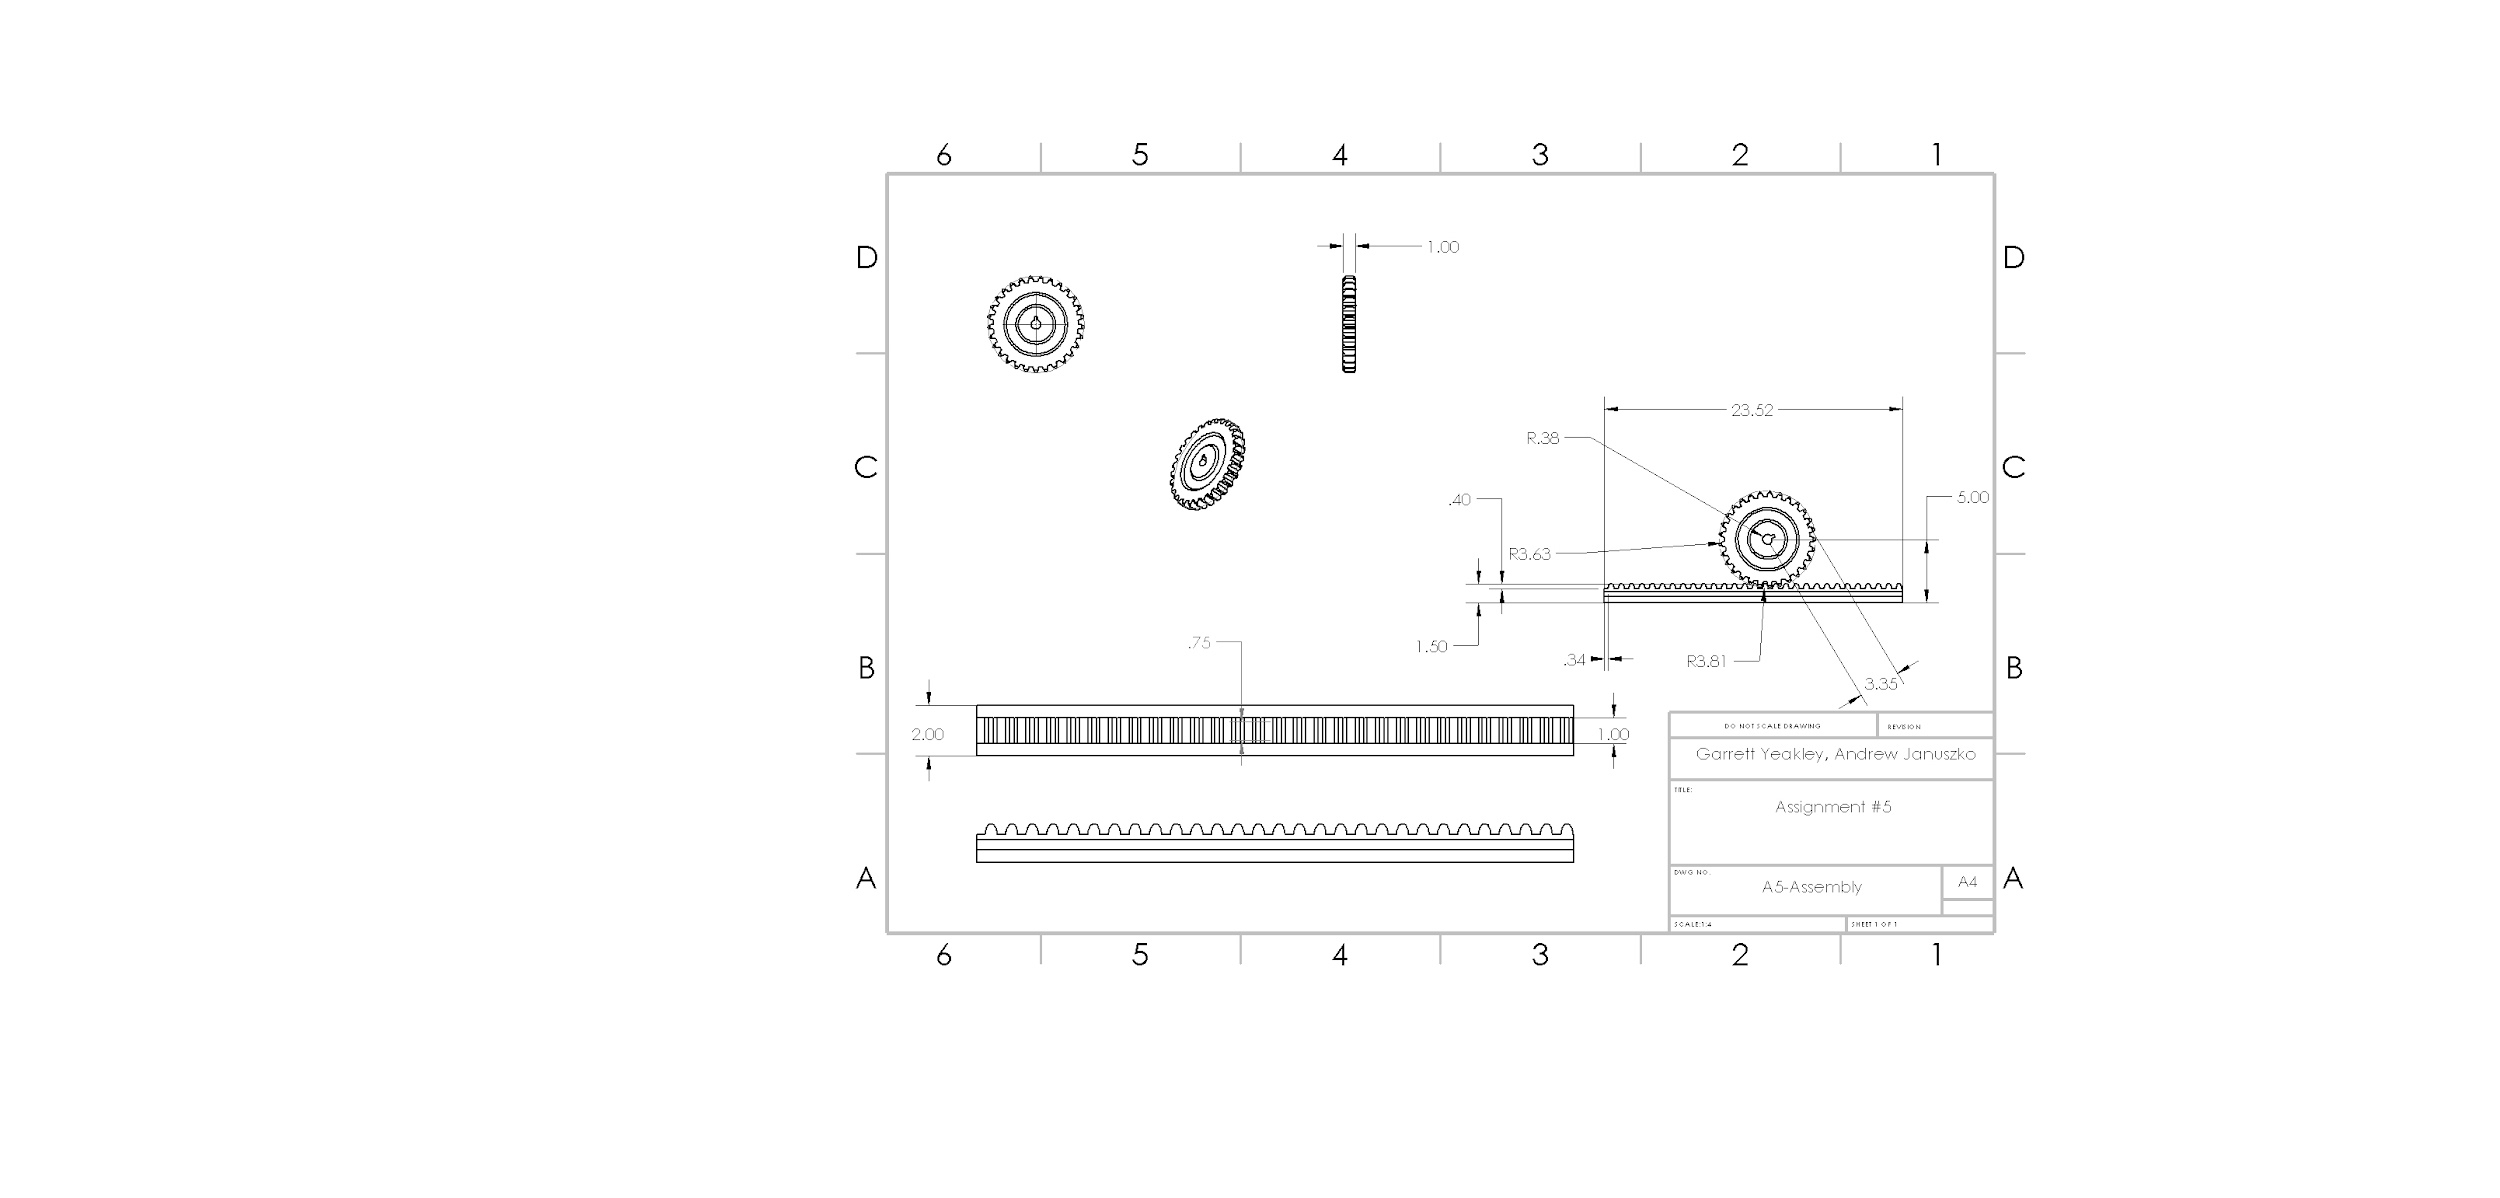 6 5 4 3 2 1
D D
1.00
23.52
R.38
C C
.40
5.00
R3.63
.75
1.50
.34
R3.81
B B
3.35
2.00
1.00
DO NOT SCALE DRAWING
REVISION
Garrett Yeakley, Andrew Januszko
TITLE:
Assignment #5
A A
DWG NO.
A5-Assembly
A4
SCALE:1:4
SHEET 1 OF 1
6 5 4 3 2 1